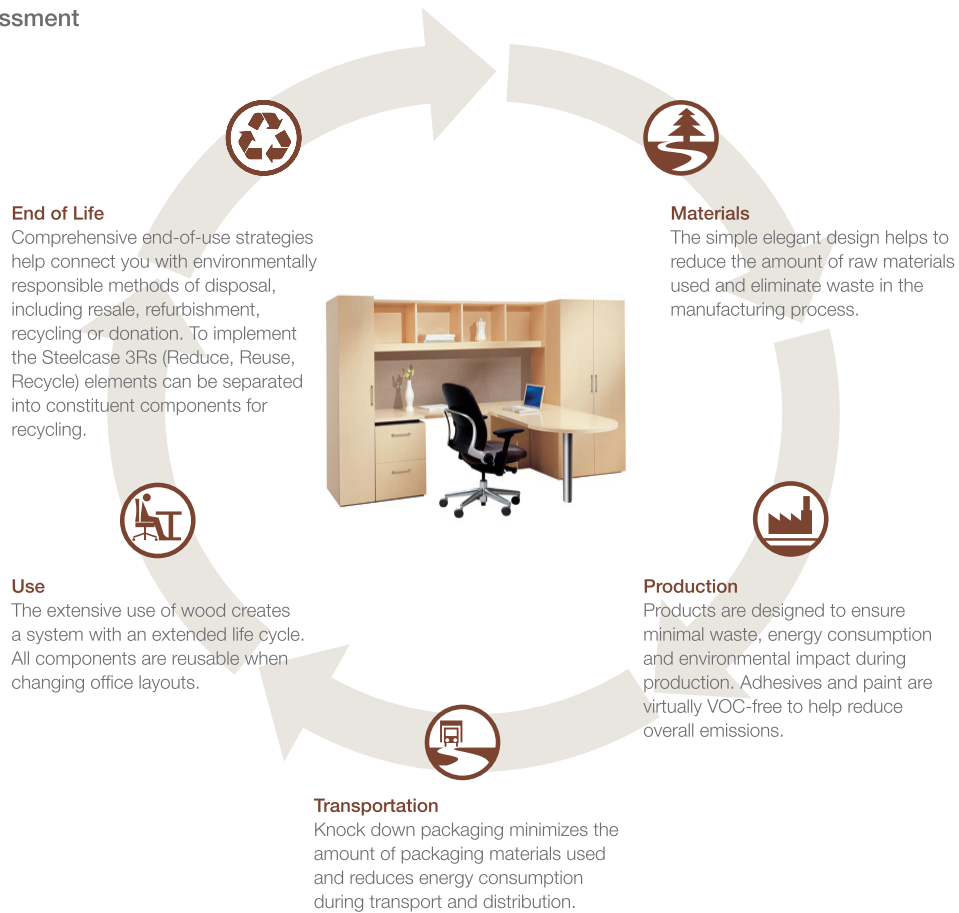 ssment
End of Life
Comprehensive end-of-use strategies
help connect you with environmentally
responsible methods of disposal,
including resale, refurbishment,
recycling or donation. To implement
the Steelcase 3Rs (Reduce, Reuse,
Recycle) elements can be separated
into constituent components for
recycling.
Materials
The simple elegant design helps to
reduce the amount of raw materials
used and eliminate waste in the
manufacturing process.
Use
The extensive use of wood creates
a system with an extended life cycle.
All components are reusable when
changing office layouts.
Production
Products are designed to ensure
minimal waste, energy consumption
and environmental impact during
production. Adhesives and paint are
virtually VOC-free to help reduce
overall emissions.
Transportation
Knock down packaging minimizes the
amount of packaging materials used
and reduces energy consumption
during transport and distribution.